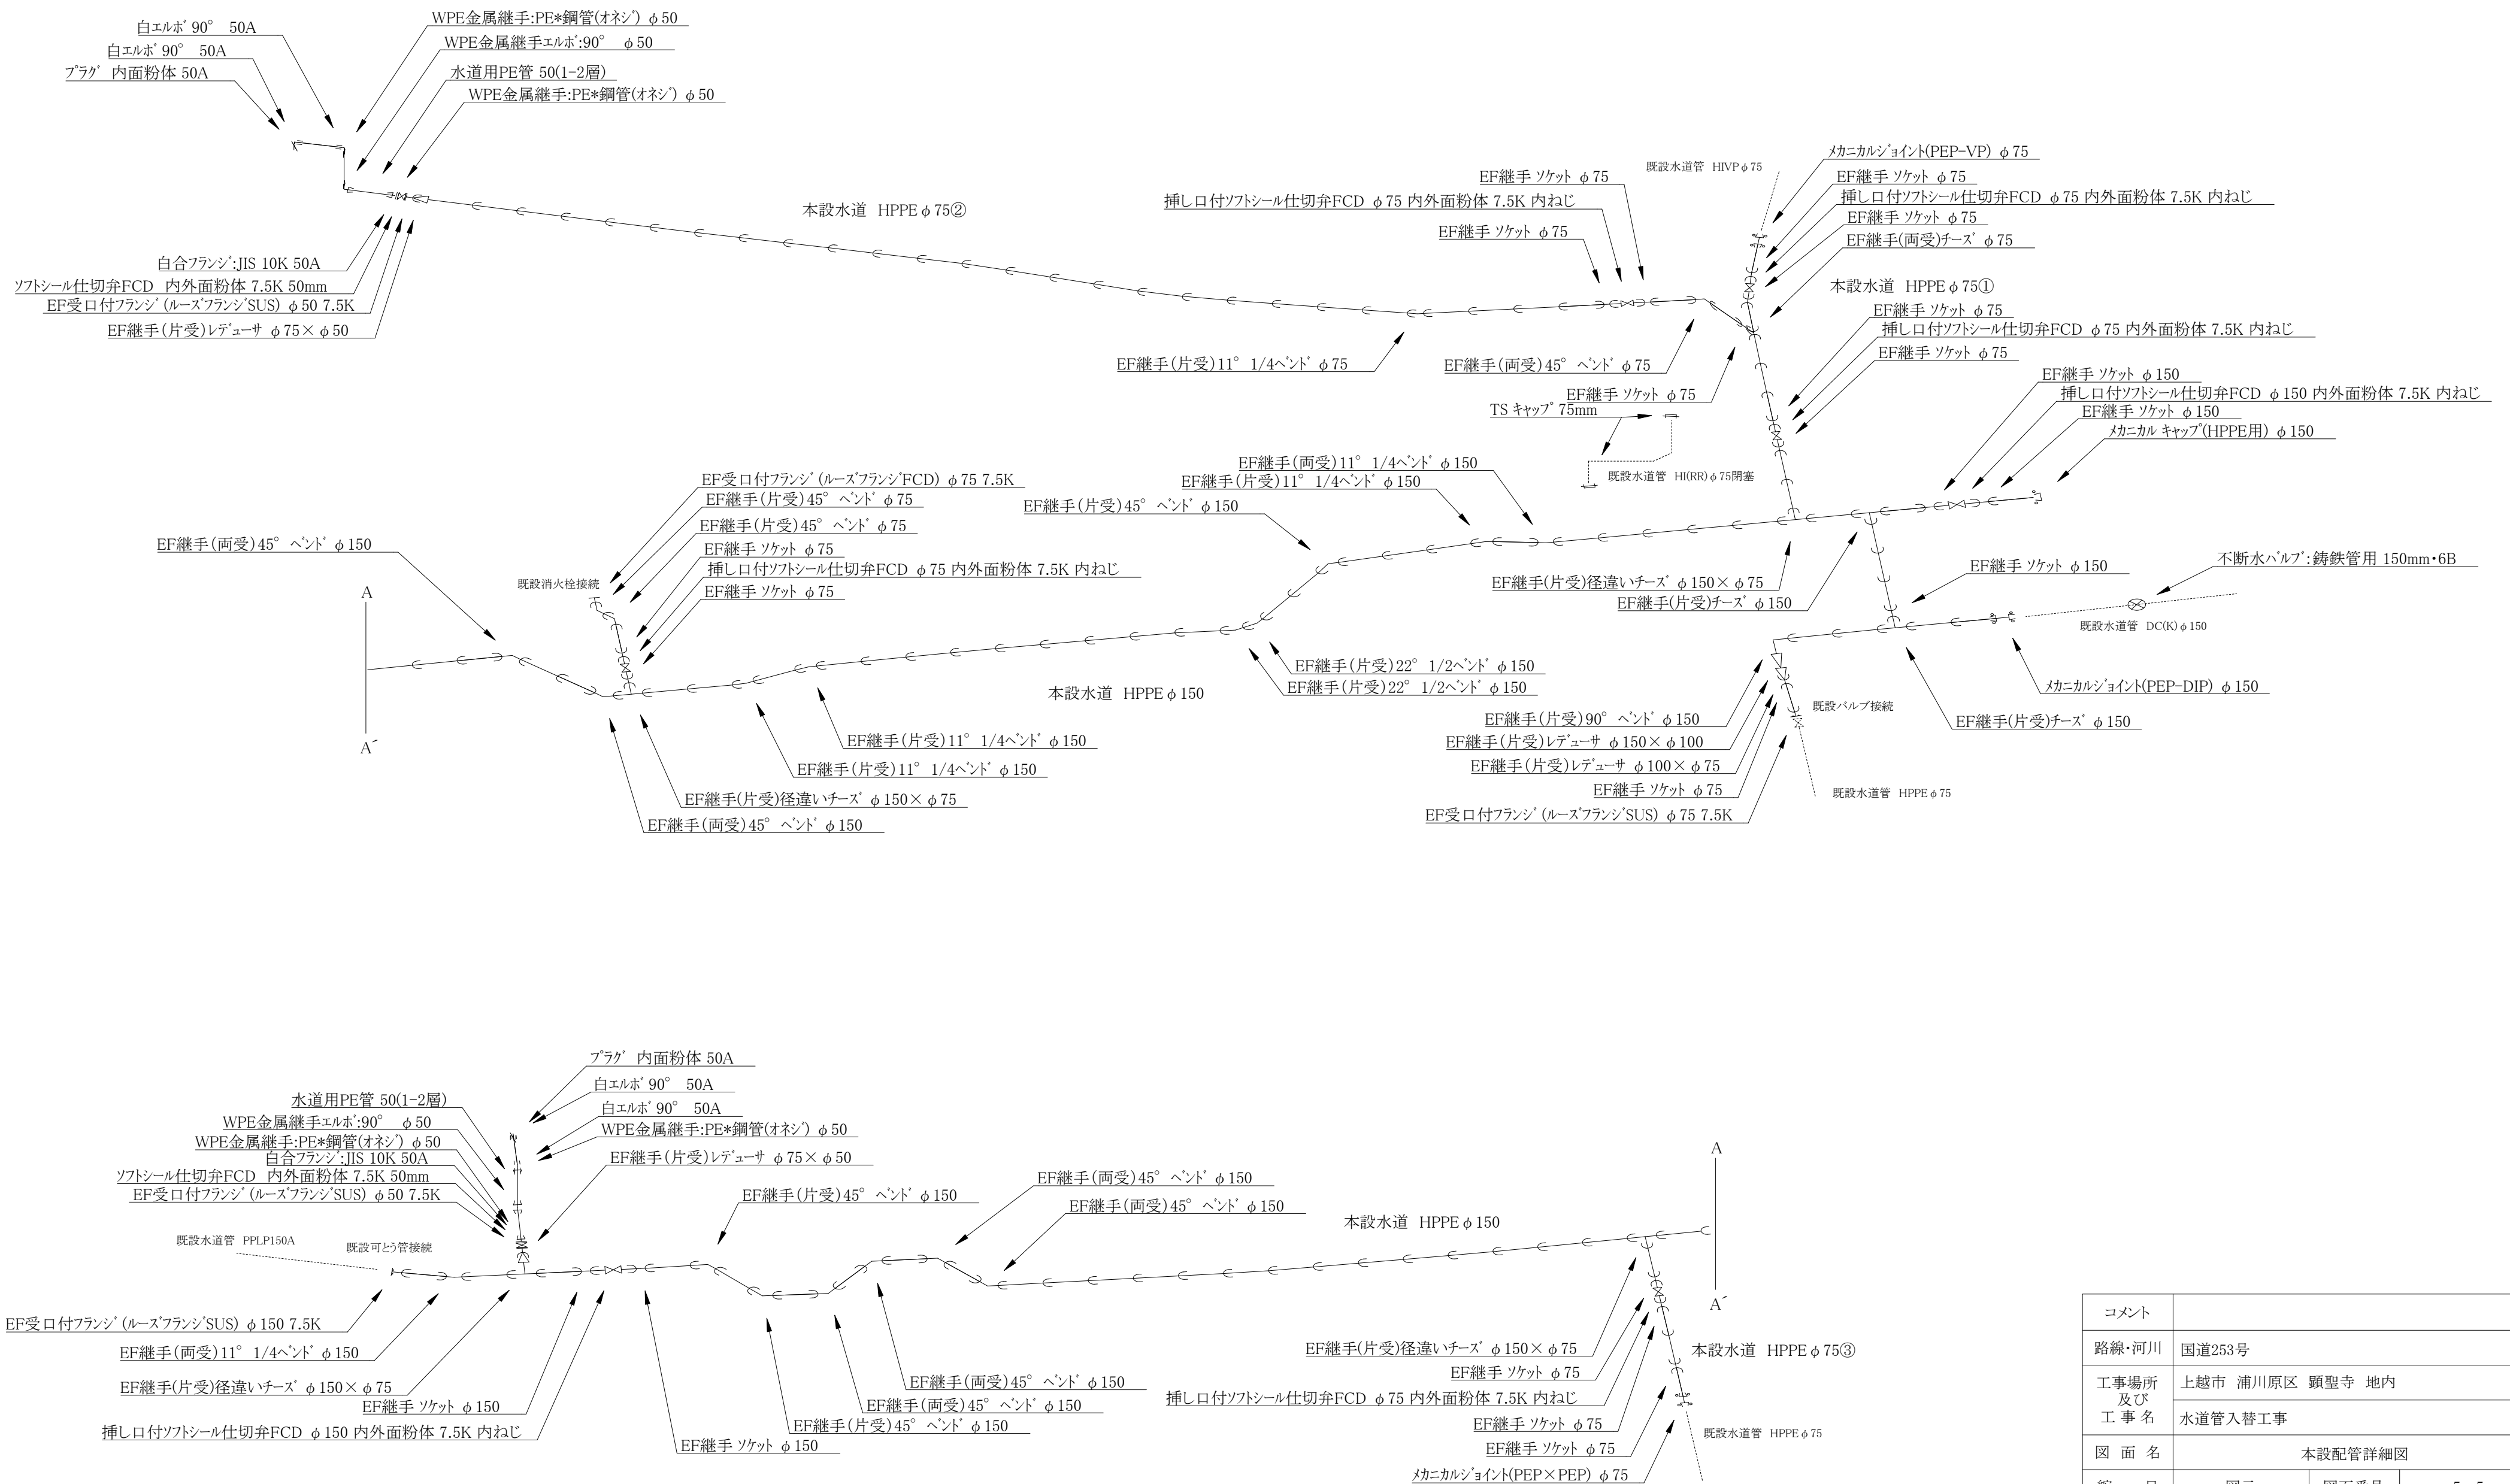 白エルボ90° 50A
白エルボ90° 50A
プラグ 内面粉体 50A
WPE金属継手:PE*鋼管(オネジ) φ50
WPE金属継手エルボ:90° φ50
水道用PE管 50(1-2層)
WPE金属継手:PE*鋼管(オネジ) φ50
白合フランジ:JIS 10K 50A
ソフトシール仕切弁FCD 内外面粉体 7.5K 50mm
EF受口付フランジ(ルーズフランジSUS) φ50 7.5K
EF継手(片受)レデューサ φ75×φ50
本設水道 HPPEφ75②
EF継手 ソケット φ75
挿し口付ソフトシール仕切弁FCD φ75 内外面粉体 7.5K 内ねじ
EF継手 ソケット φ75
既設水道管 HIVPφ75
メカニカルジョイント(PEP-VP) φ75
EF継手 ソケット φ75
挿し口付ソフトシール仕切弁FCD φ75 内外面粉体 7.5K 内ねじ
EF継手 ソケット φ75
EF継手(両受)チーズ φ75
本設水道 HPPEφ75①
EF継手 ソケット φ75
挿し口付ソフトシール仕切弁FCD φ75 内外面粉体 7.5K 内ねじ
EF継手 ソケット φ75
EF継手(片受)11° 1/4ベンド φ75
EF継手(両受)45° ベンド φ75
EF継手 ソケット φ75
TS キャップ 75mm
既設水道管 HI(RR)φ75閉塞
EF継手 ソケット φ150
挿し口付ソフトシール仕切弁FCD φ150 内外面粉体 7.5K 内ねじ
EF継手 ソケット φ150
メカニカル キャップ(HPPE用) φ150
EF継手(両受)11° 1/4ベンド φ150
EF継手(片受)11° 1/4ベンド φ150
EF継手(片受)45° ベンド φ150
EF受口付フランジ(ルーズフランジFCD) φ75 7.5K
EF継手(片受)45° ベンド φ75
EF継手(片受)45° ベンド φ75
EF継手 ソケット φ75
挿し口付ソフトシール仕切弁FCD φ75 内外面粉体 7.5K 内ねじ
EF継手 ソケット φ75
EF継手(両受)45° ベンド φ150
既設消火栓接続
A
A´
EF継手(片受)径違いチーズ φ150×φ75
EF継手(片受)チーズ φ150
EF継手 ソケット φ150
不断水バルブ:鋳鉄管用 150mm・6B
既設水道管 DC(K)φ150
メカニカルジョイント(PEP-DIP) φ150
EF継手(片受)チーズ φ150
EF継手(片受)22° 1/2ベンド φ150
EF継手(片受)22° 1/2ベンド φ150
本設水道 HPPEφ150
EF継手(片受)11° 1/4ベンド φ150
EF継手(片受)11° 1/4ベンド φ150
EF継手(片受)径違いチーズ φ150×φ75
EF継手(両受)45° ベンド φ150
EF継手(片受)90° ベンド φ150
EF継手(片受)レデューサ φ150×φ100
EF継手(片受)レデューサ φ100×φ75
EF継手 ソケット φ75
EF受口付フランジ(ルーズフランジSUS) φ75 7.5K
既設バルブ接続
既設水道管 HPPEφ75
プラグ 内面粉体 50A
白エルボ90° 50A
白エルボ90° 50A
WPE金属継手:PE*鋼管(オネジ) φ50
EF継手(片受)レデューサ φ75×φ50
水道用PE管 50(1-2層)
WPE金属継手エルボ:90° φ50
WPE金属継手:PE*鋼管(オネジ) φ50
白合フランジ:JIS 10K 50A
ソフトシール仕切弁FCD 内外面粉体 7.5K 50mm
EF受口付フランジ(ルーズフランジSUS) φ50 7.5K
既設水道管 PPLP150A
既設可とう管接続
EF継手(片受)45° ベンド φ150
EF継手(両受)45° ベンド φ150
EF継手(両受)45° ベンド φ150
本設水道 HPPEφ150
A
A´
EF受口付フランジ(ルーズフランジSUS) φ150 7.5K
EF継手(両受)11° 1/4ベンド φ150
EF継手(片受)径違いチーズ φ150×φ75
EF継手 ソケット φ150
挿し口付ソフトシール仕切弁FCD φ150 内外面粉体 7.5K 内ねじ
EF継手(両受)45° ベンド φ150
EF継手(両受)45° ベンド φ150
EF継手(片受)45° ベンド φ150
EF継手 ソケット φ150
EF継手(片受)径違いチーズ φ150×φ75
EF継手 ソケット φ75
挿し口付ソフトシール仕切弁FCD φ75 内外面粉体 7.5K 内ねじ
EF継手 ソケット φ75
EF継手 ソケット φ75
メカニカルジョイント(PEP×PEP) φ75
本設水道 HPPEφ75③
既設水道管 HPPEφ75
コメント
路線・河川 国道253号
工事場所 及び 工事名
上越市 浦川原区 顕聖寺 地内
水道管入替工事
図面名 本設配管詳細図